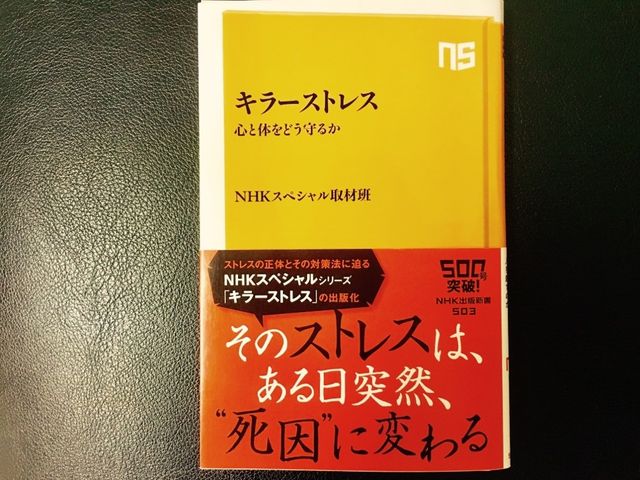 ns
キラーストレス
心と体をどう守るか
NHKスペシャル取材班
ストレスの正体とその対策法に迫る
NHKスペシャルシリーズ
「キラーストレス」の出版化
500号
突破!
NHK出版新書
503
そのストレスは、
ある日突然、
“死因”に変わる